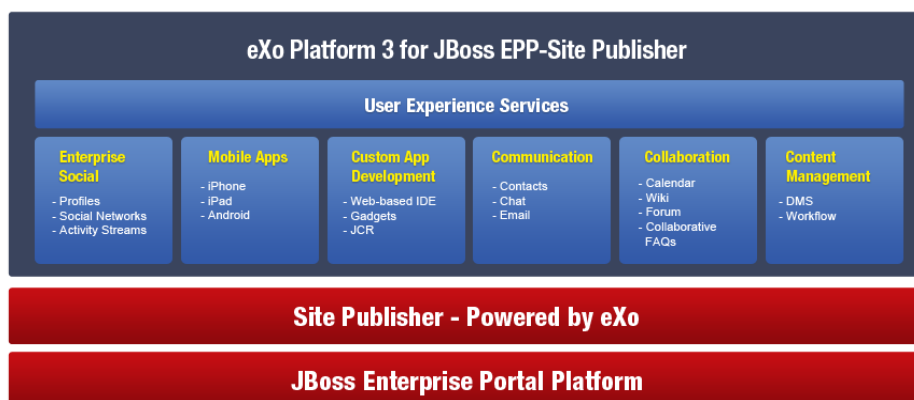 eXo Platform 3 for JBoss EPP-Site Publisher
User Experience Services
Enterprise
Social
- Profiles
- Social Networks
- Activity Streams
Mobile Apps
- iPhone
- iPad
- Android
Custom App
Development
- Web-based IDE
- Gadgets
- JCR
Communication
- Contacts
- Chat
- Email
Collaboration
- Calendar
- Wiki
- Forum
- Collaborative
FAQs
Content
Management
- DMS
- Workflow
Site Publisher - Powered by eXo
JBoss Enterprise Portal Platform